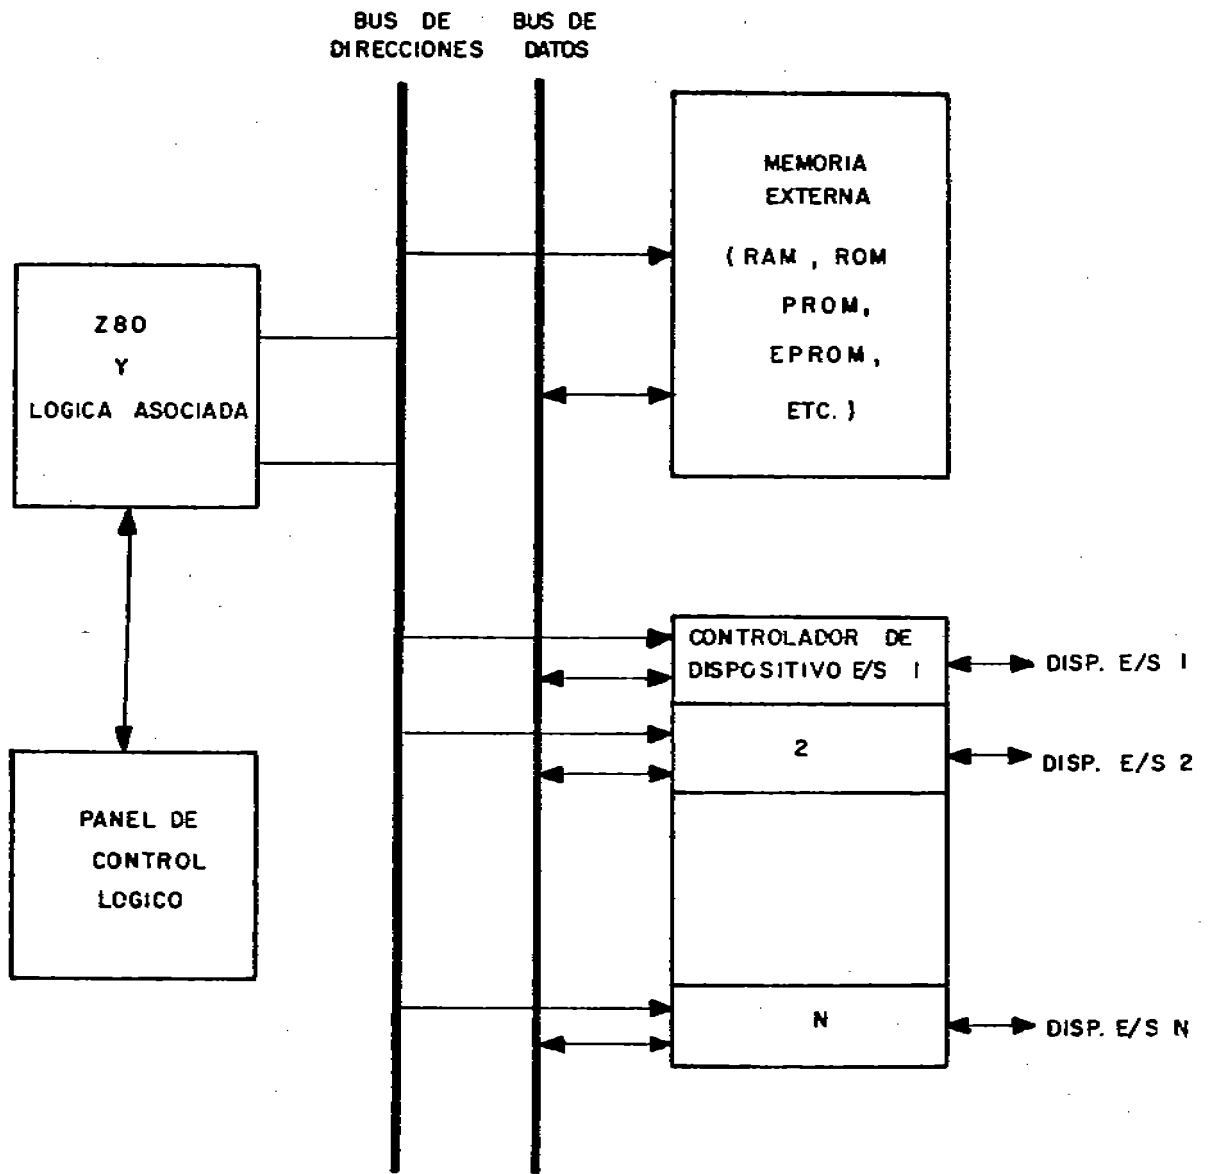 BUS DE
DIRECCIONES
BUS DE
DATOS
MEMORIA
EXTERNA
( RAM , ROM
PROM,
EPROM,
ETC. )
Z80
Y
LOGICA ASOCIADA
PANEL DE
CONTROL
LOGICO
CONTROLADOR DE
DISPOSITIVO E/S 1
DISP. E/S 1
2
DISP. E/S 2
N
DISP. E/S N